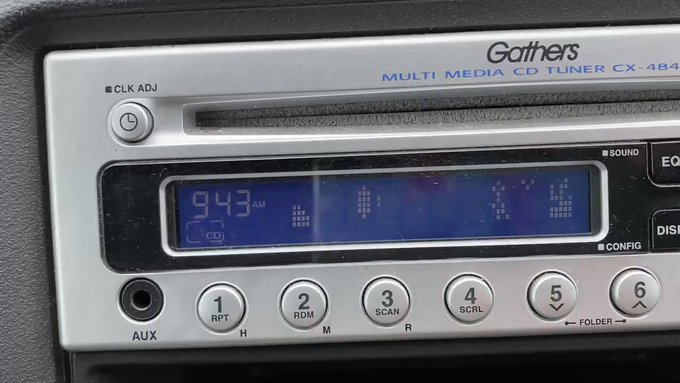 Gathers
MULTI MEDIA CD TUNER CX-484
CLK ADJ
SOUND
EQ
943 AM
CD
DISP
CONFIG
AUX
1 RPT
2 RDM
3 SCAN
4 SCRL
5
6
H M R
FOLDER